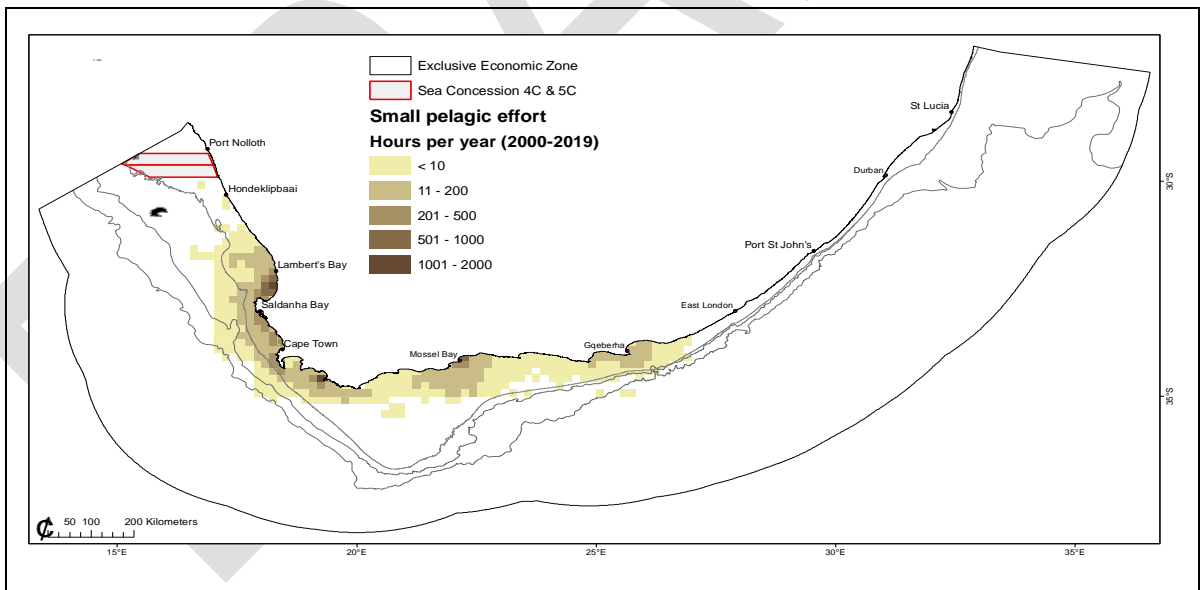 Exclusive Economic Zone
Sea Concession 4C & 5C
Small pelagic effort
Hours per year (2000-2019)
< 10
11 - 200
201 - 500
501 - 1000
1001 - 2000
St Lucia
Port Nolloth
Durban
30°S
Hondeklipbaai
Port St John's
Lambert's Bay
Saldanha Bay
East London
Cape Town
Mossel Bay
Gqeberha
35°S
50 100 200 Kilometers
15°E 20°E 25°E 30°E 35°E